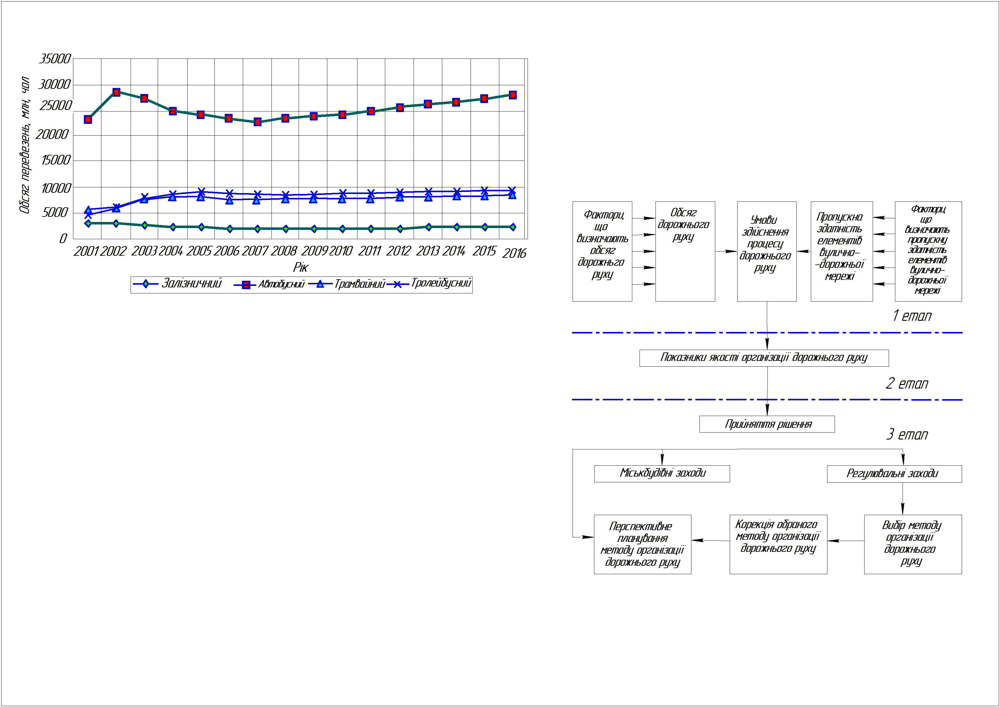 35000
30000
25000
20000
15000
10000
5000
0
Обсяг перевезень, млн, чол
2001 2002 2003 2004 2005 2006 2007 2008 2009 2010 2011 2012 2013 2014 2015 2016
Рік
Залізничний Автобусний Трамвайний Тролейбусний
Фактори,
що
визначають
обсяг
дорожньго
руху
Обсяг
дорожнього
руху
Умови
здійснення
процесу
дорожнього
руху
Пропускна
здатність
елементів
вулично-
-дорожньої
мережі
Фактори,
що
визначають
пропускну
здатність
елементів
вулично-
дорожньої
мережі
1 етап
Показники якості організації дорожнього руху
2 етап
Прийняття рішення
3 етап
Міськбудівні заходи
Регулювальні заходи
Перспективне
планування
методу організації
дорожнього руху
Корекція обраного
методу організації
дорожнього руху
Вибір методу
організації
дорожнього
руху